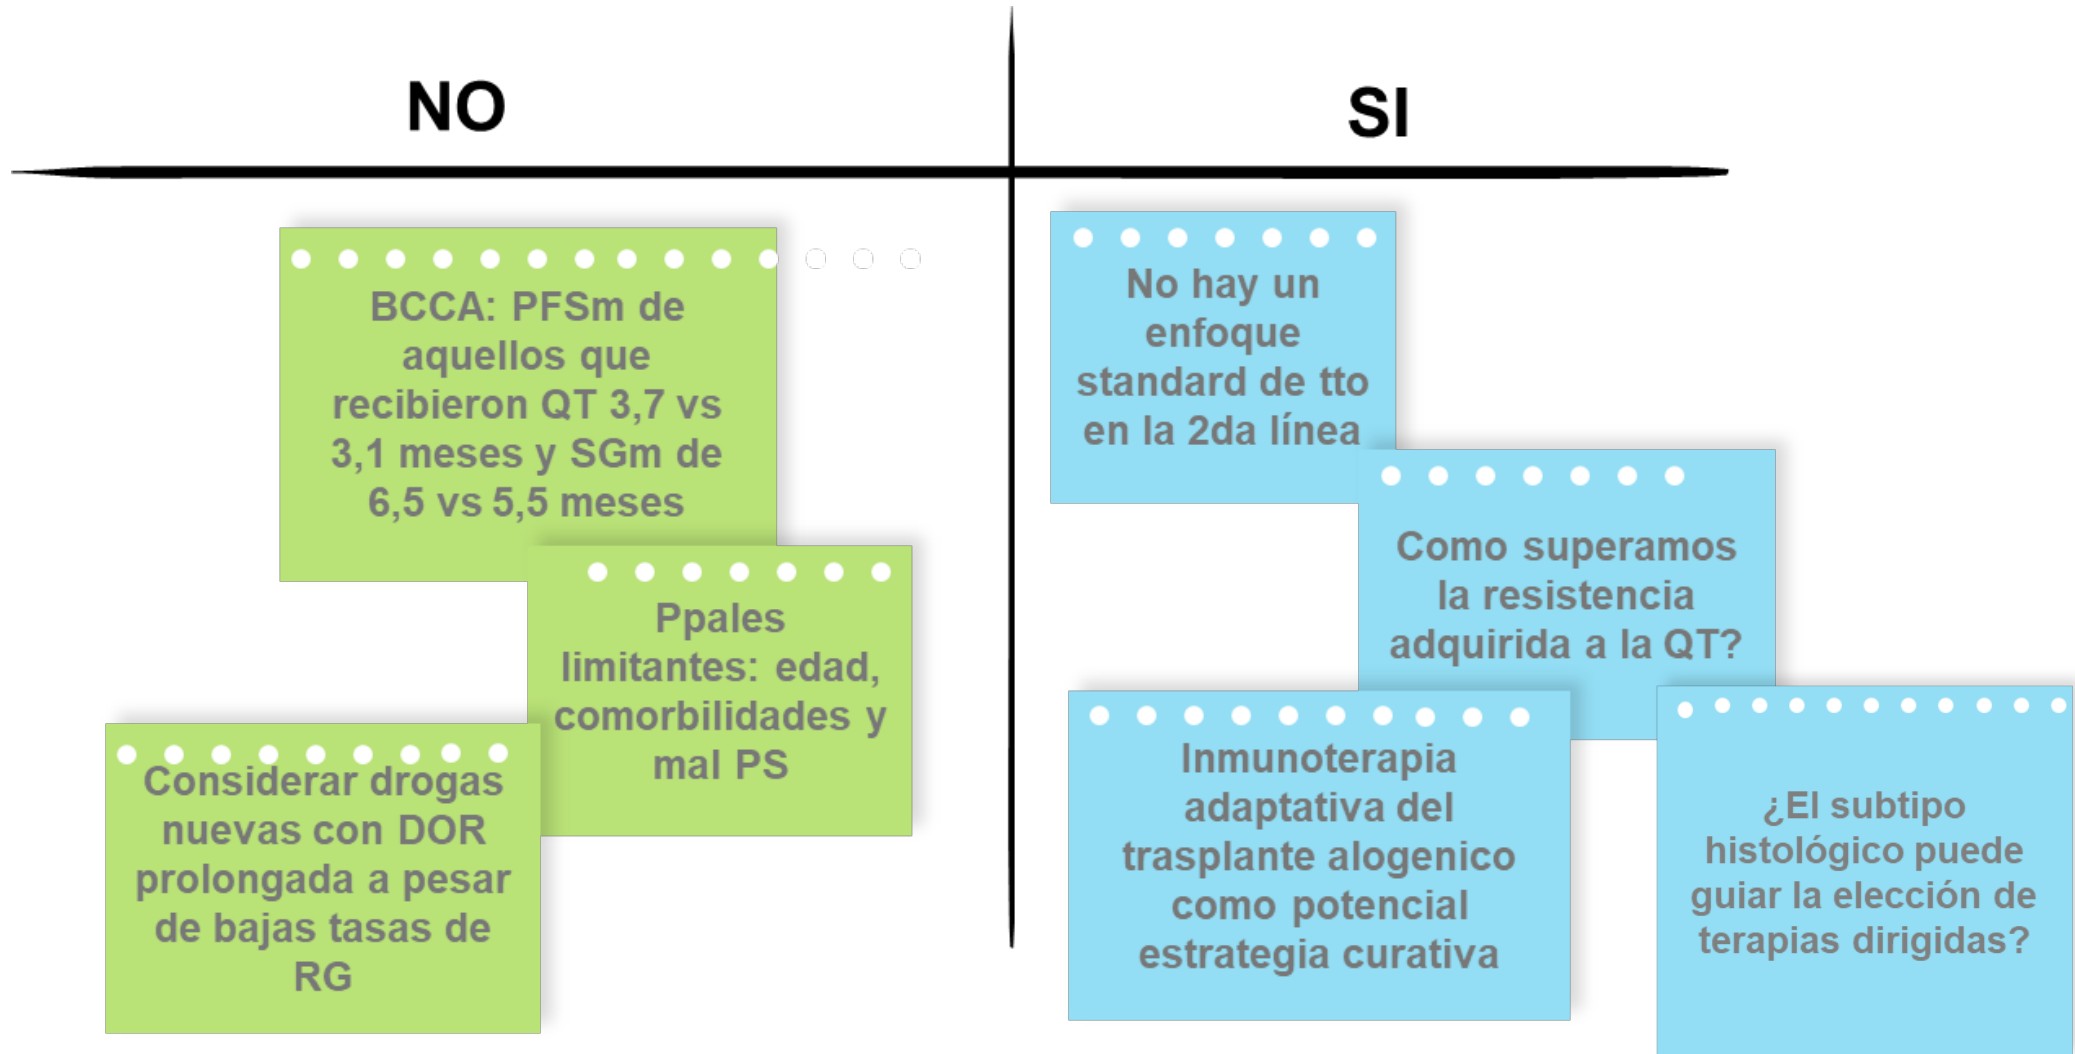 NO
BCCA: PFSm de
aquellos que
recibieron QT 3,7 vs
3,1 meses y SGm de
6,5 vs 5,5 meses
Ppales
limitantes: edad,
comorbilidades y
mal PS
Considerar drogas
nuevas con DOR
prolongada a pesar
de bajas tasas de
RG
SI
No hay un
enfoque
standard de tto
en la 2da línea
Como superamos
la resistencia
adquirida a la QT?
Inmunoterapia
adaptativa del
trasplante alogenico
como potencial
estrategia curativa
¿El subtipo
histológico puede
guiar la elección de
terapias dirigidas?